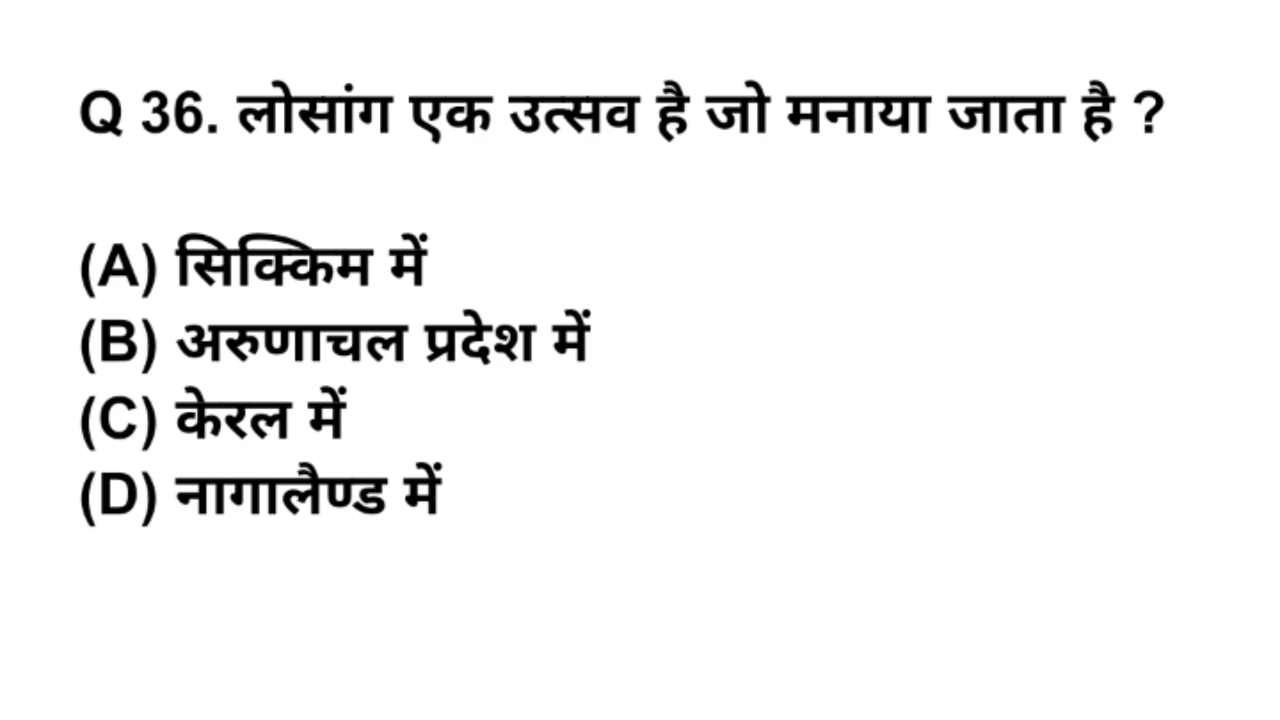 Q 36. लोसांग एक उत्सव है जो मनाया जाता है ?
(A) सिक्किम में
(B) अरुणाचल प्रदेश में
(C) केरल में
(D) नागालैण्ड में